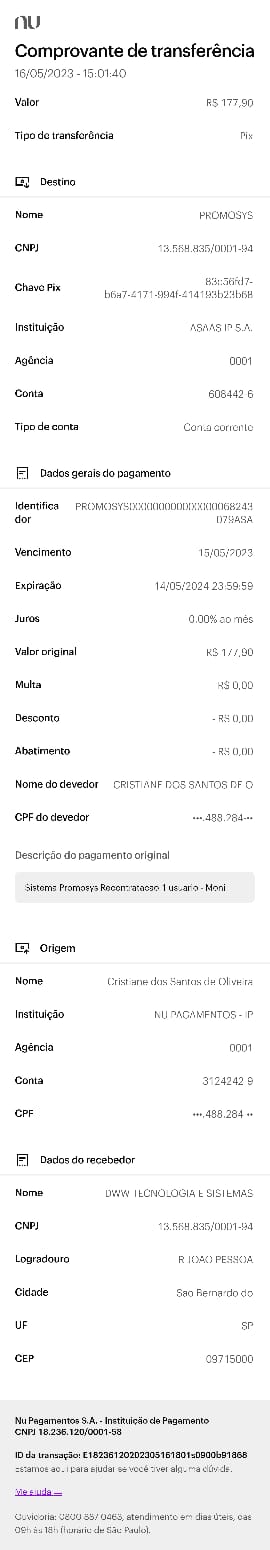 nu
Comprovante de transferência
16/05/2023 - 15:01:40
Valor R$ 177,90
Tipo de transferência Pix
Destino
Nome PROMOSYS
CNPJ 13.568.835/0001-94
Chave Pix 83c56fd7-
b6a7-4171-994f-414193b23b68
Instituição ASAAS IP S.A.
Agência 0001
Conta 608442-6
Tipo de conta Conta corrente
Dados gerais do pagamento
Identifica PROMOSYS000000000000000068243
dor 079ASA
Vencimento 15/05/2023
Expiração 14/05/2024 23:59:59
Juros 0.00% ao mês
Valor original R$ 177,90
Multa R$ 0,00
Desconto - R$ 0,00
Abatimento - R$ 0,00
Nome do devedor CRISTIANE DOS SANTOS DE O
CPF do devedor •••.488.284-••
Descrição do pagamento original
Sistema Promosys Recontratacao 1 usuario - Moni
Origem
Nome Cristiane dos Santos de Oliveira
Instituição NU PAGAMENTOS - IP
Agência 0001
Conta 3124242-9
CPF •••.488.284-••
Dados do recebedor
Nome DWW TECNOLOGIA E SISTEMAS
CNPJ 13.568.835/0001-94
Logradouro R JOAO PESSOA
Cidade Sao Bernardo do
UF SP
CEP 09715000
Nu Pagamentos S.A. - Instituição de Pagamento
CNPJ 18.236.120/0001-58
ID da transação: E18236120202305161801s0900b91868
Estamos aqui para ajudar se você tiver alguma dúvida.
Me ajuda
Ouvidoria: 0800 887 0463, atendimento em dias úteis, das
09h às 18h (horário de São Paulo).